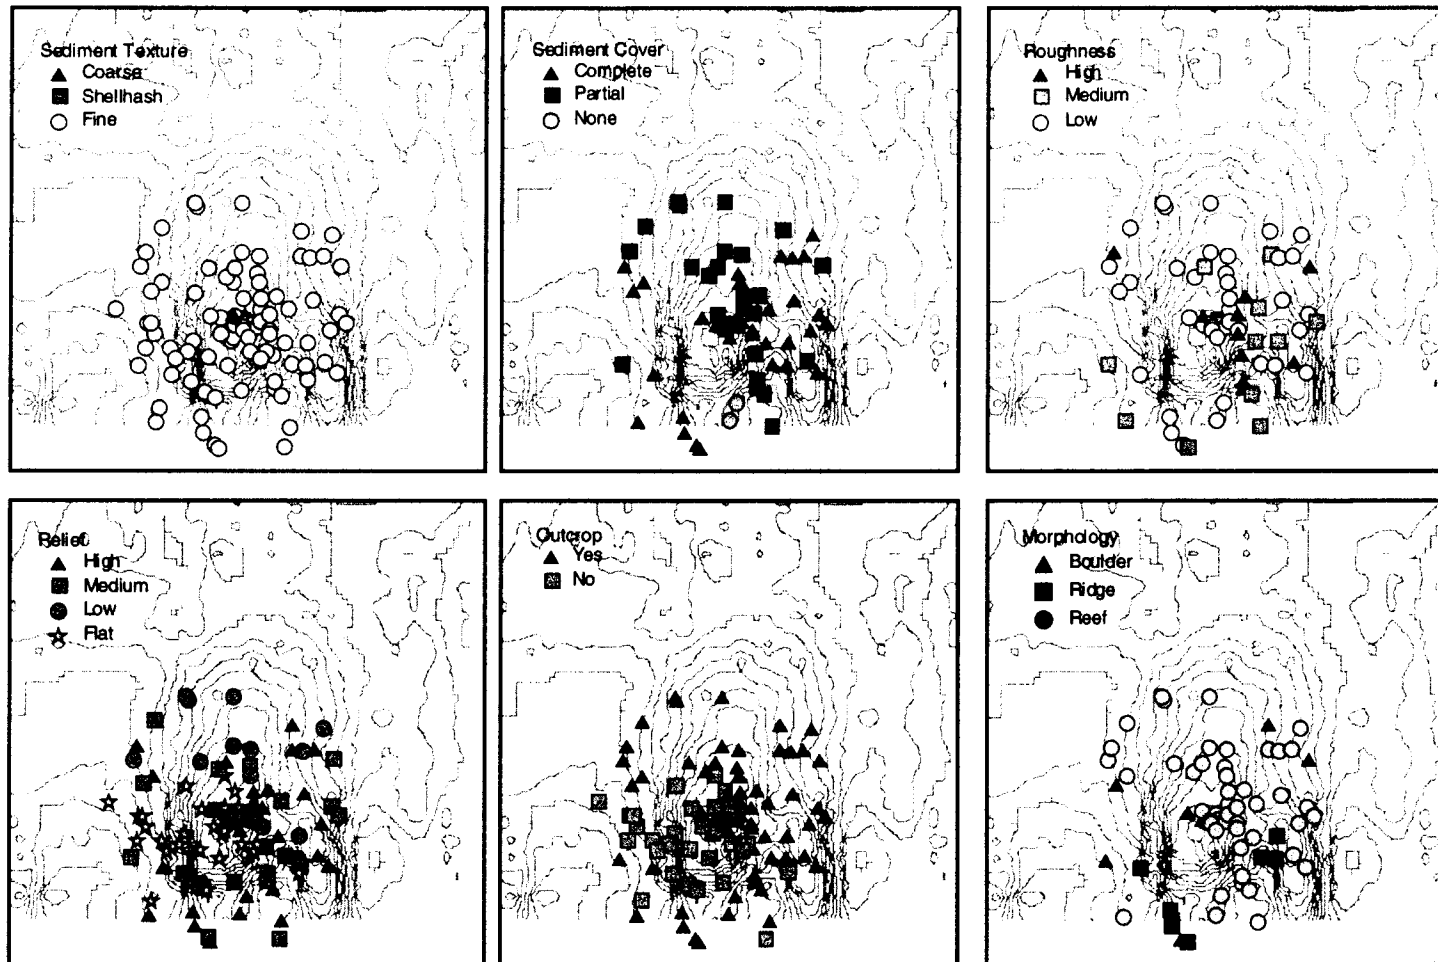 Sediment Texture
Coarse
Shellhash
Fine
Sediment Cover
Complete
Partial
None
Roughness
High
Medium
Low
Relief
High
Medium
Low
Flat
Outcrop
Yes
No
Morphology
Boulder
Ridge
Reef